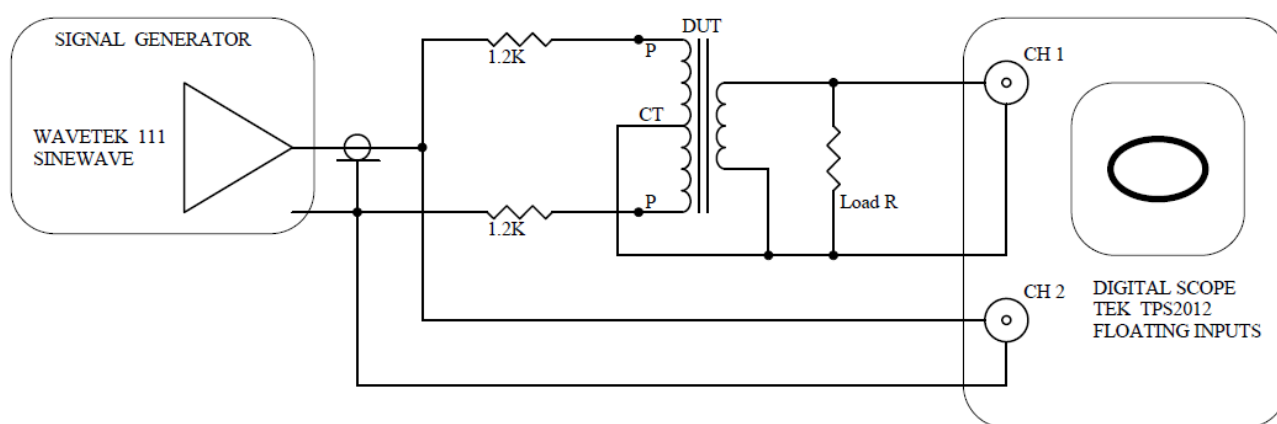 SIGNAL GENERATOR
WAVETEK 111
SINEWAVE
1.2K
1.2K
P
CT
P
DUT
Load R
CH 1
CH 2
DIGITAL SCOPE
TEK TPS2012
FLOATING INPUTS